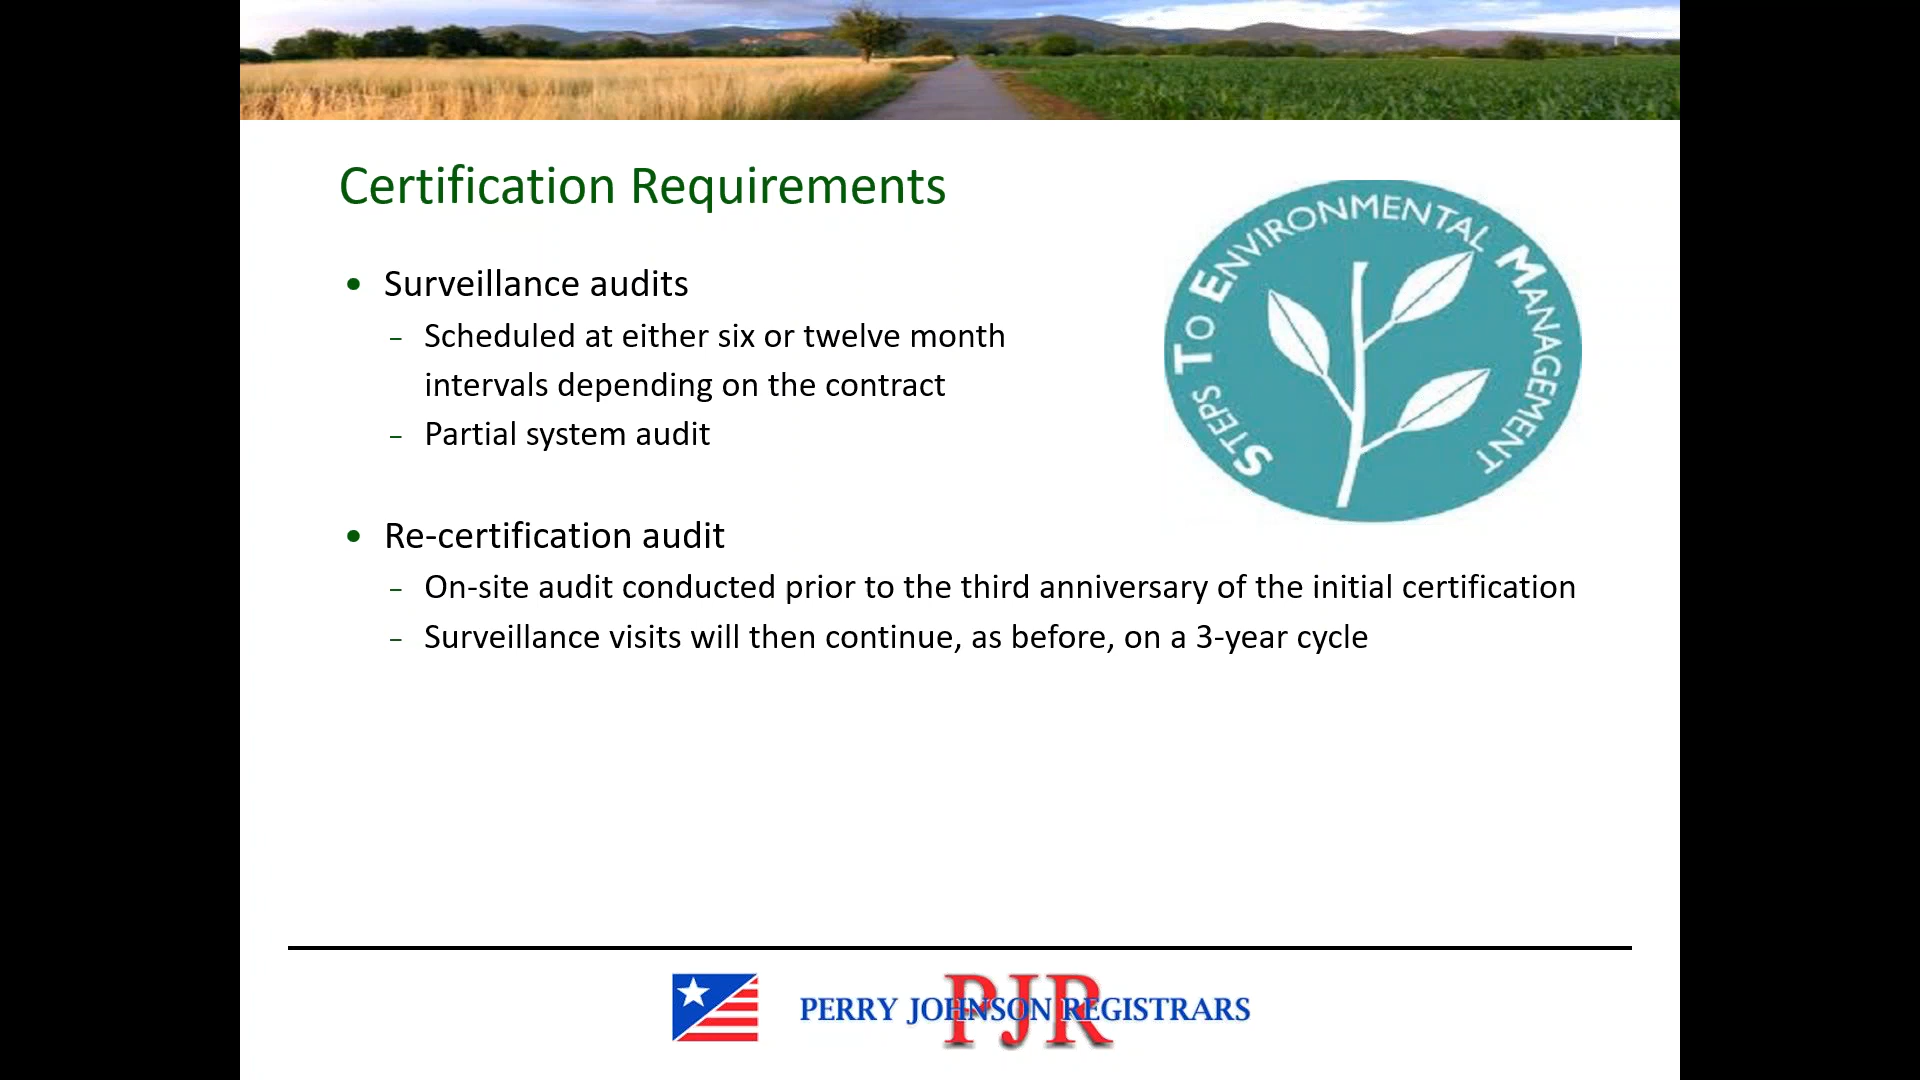 Certification Requirements
• Surveillance audits
– Scheduled at either six or twelve month
intervals depending on the contract
– Partial system audit
• Re-certification audit
– On-site audit conducted prior to the third anniversary of the initial certification
– Surveillance visits will then continue, as before, on a 3-year cycle
STEPS TO ENVIRONMENTAL MANAGEMENT
PJR
PERRY JOHNSON REGISTRARS